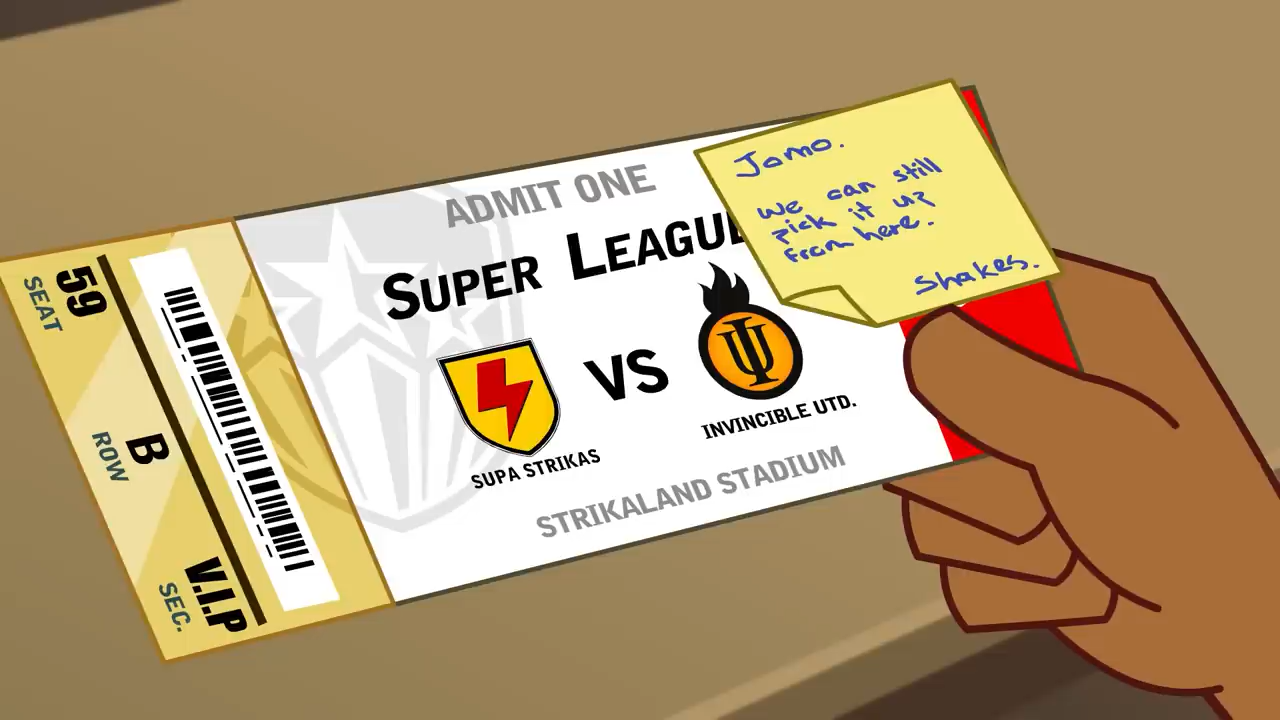 59
SEAT
B
ROW
V.I.P
SEC.
ADMIT ONE
SUPER LEAGUE
VS
SUPA STRIKAS
INVINCIBLE UTD.
STRIKALAND STADIUM
Jomo.
We can still
pick it up
from here.
Shakes.